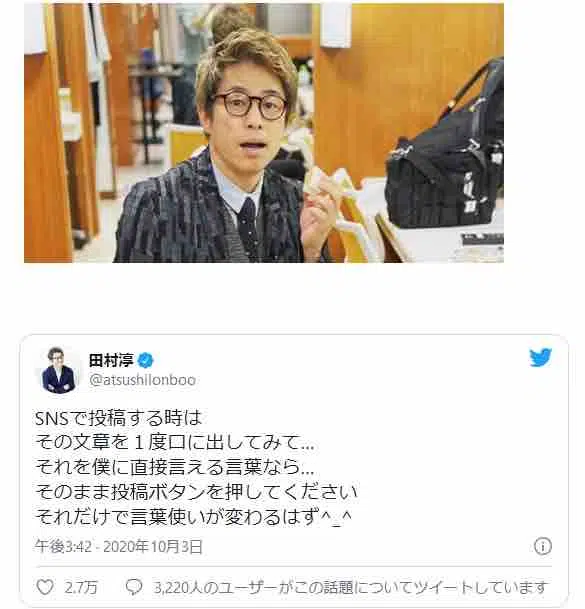 田村淳
@atsushilonboo
SNSで投稿する時は
その文章を１度口に出してみて...
それを僕に直接言える言葉なら...
そのまま投稿ボタンを押してください
それだけで言葉使いが変わるはず^_^
午後3:42 · 2020年10月3日
2.7万 3,220人のユーザーがこの話題についてツイートしています